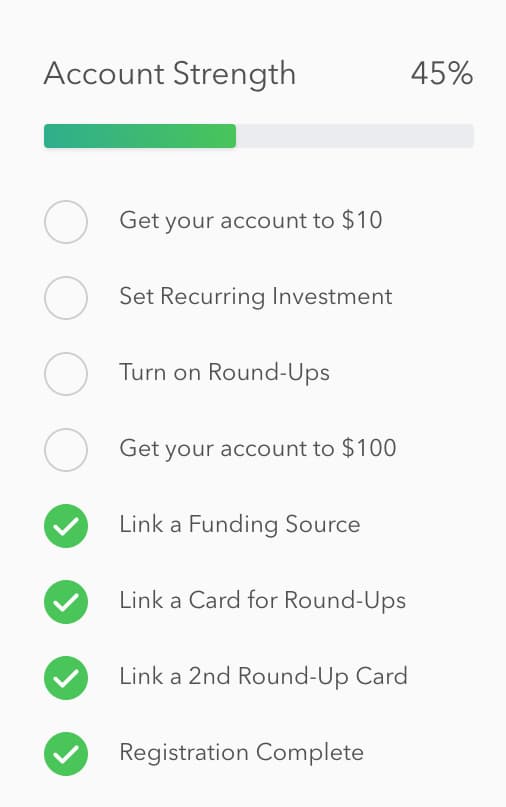 Account Strength 45%
Get your account to $10
Set Recurring Investment
Turn on Round-Ups
Get your account to $100
Link a Funding Source
Link a Card for Round-Ups
Link a 2nd Round-Up Card
Registration Complete